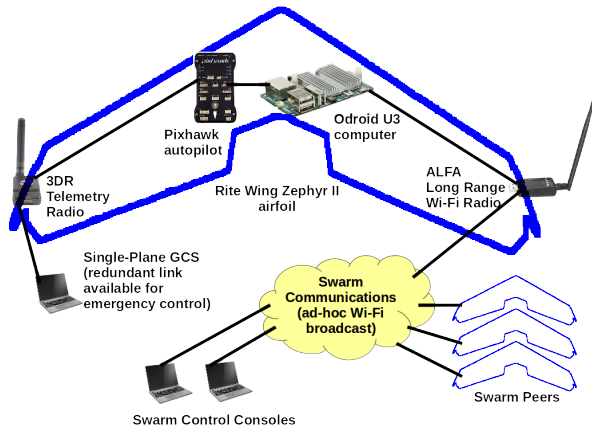 pixhawk
Pixhawk
autopilot
Odroid U3
computer
3DR
Telemetry
Radio
Rite Wing Zephyr II
airfoil
ALFA
Long Range
Wi-Fi Radio
Single-Plane GCS
(redundant link
available for
emergency control)
Swarm
Communications
(ad-hoc Wi-Fi
broadcast)
Swarm Peers
Swarm Control Consoles